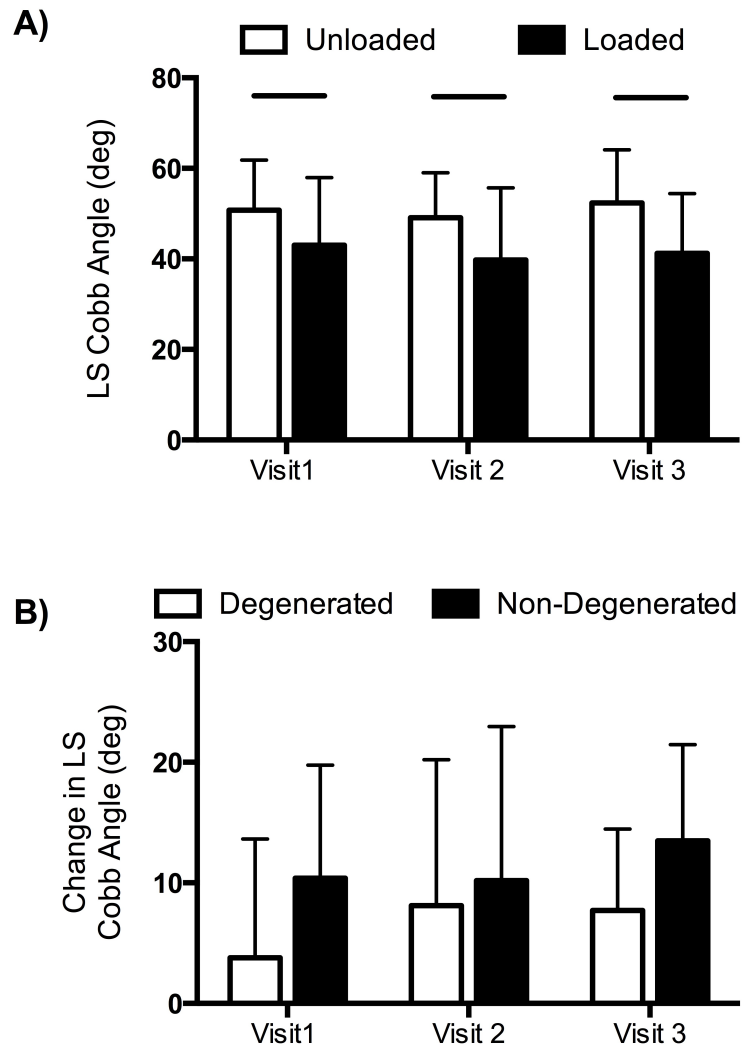 A)
Unloaded Loaded
80
60
40
20
0
LS Cobb Angle (deg)
Visit1 Visit 2 Visit 3
B)
Degenerated Non-Degenerated
30
20
10
0
Change in LS
Cobb Angle (deg)
Visit1 Visit 2 Visit 3